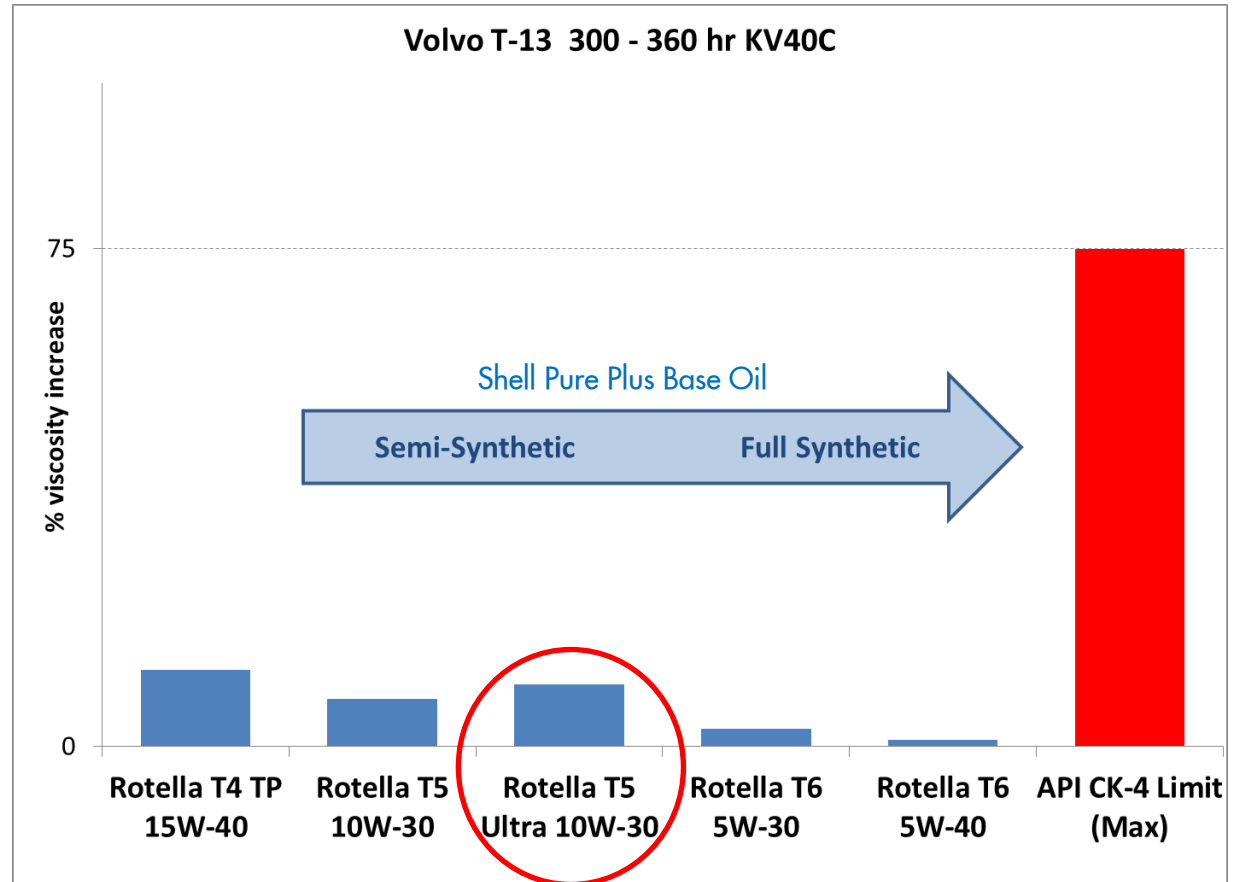 Volvo T-13 300 - 360 hr KV40C
% viscosity increase
75
0
Shell Pure Plus Base Oil
Semi-Synthetic Full Synthetic
Rotella T4 TP
15W-40
Rotella T5
10W-30
Rotella T5
Ultra 10W-30
Rotella T6
5W-30
Rotella T6
5W-40
API CK-4 Limit
(Max)